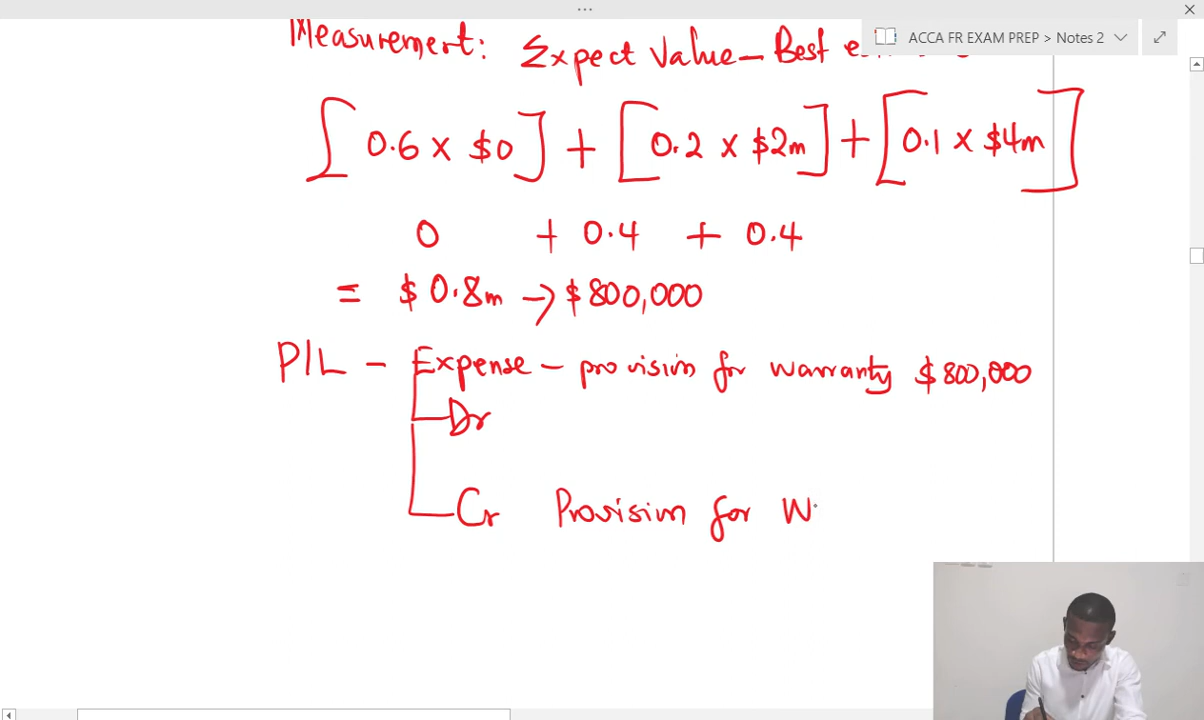 ACCA FR EXAM PREP > Notes 2
Measurement: Expect Value – Best
[0.6 x $0] + [0.2 x $2m] + [0.1 x $4m]
0 + 0.4 + 0.4
= $0.8m → $800,000
P/L – Expense – provision for warranty $800,000
Dr
Cr Provision for W